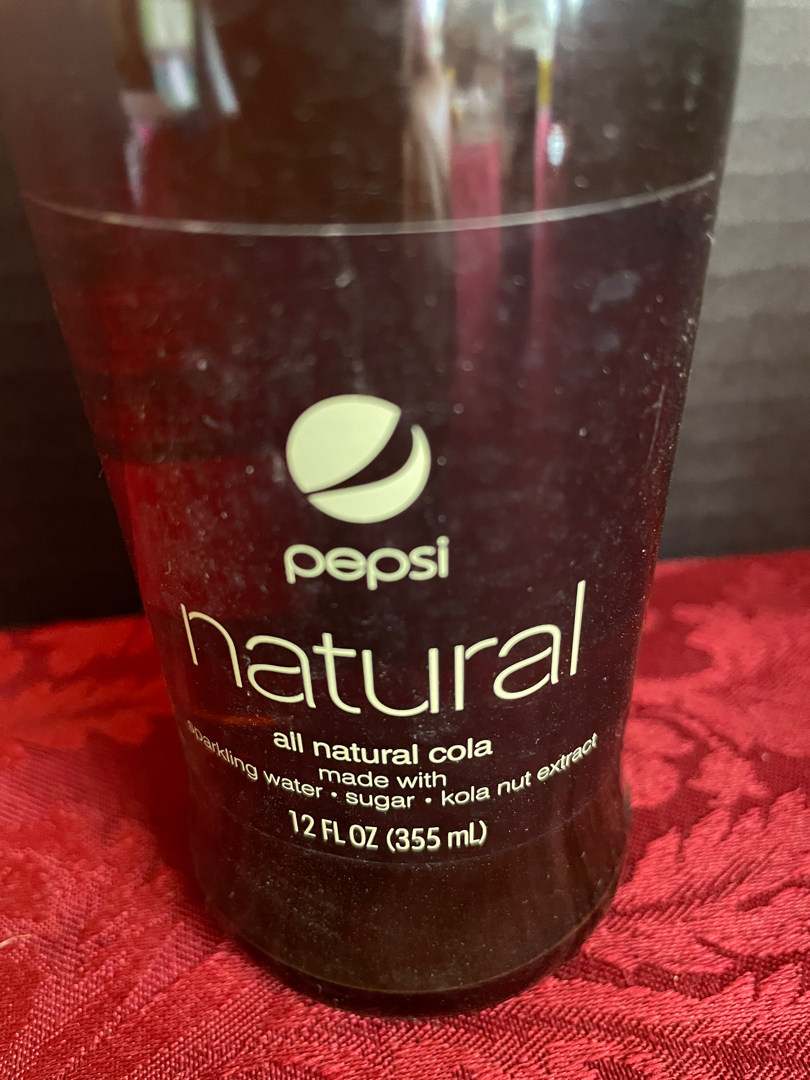 pepsi
natural
all natural cola
made with
sparkling water • sugar • kola nut extract
12 FL OZ (355 mL)